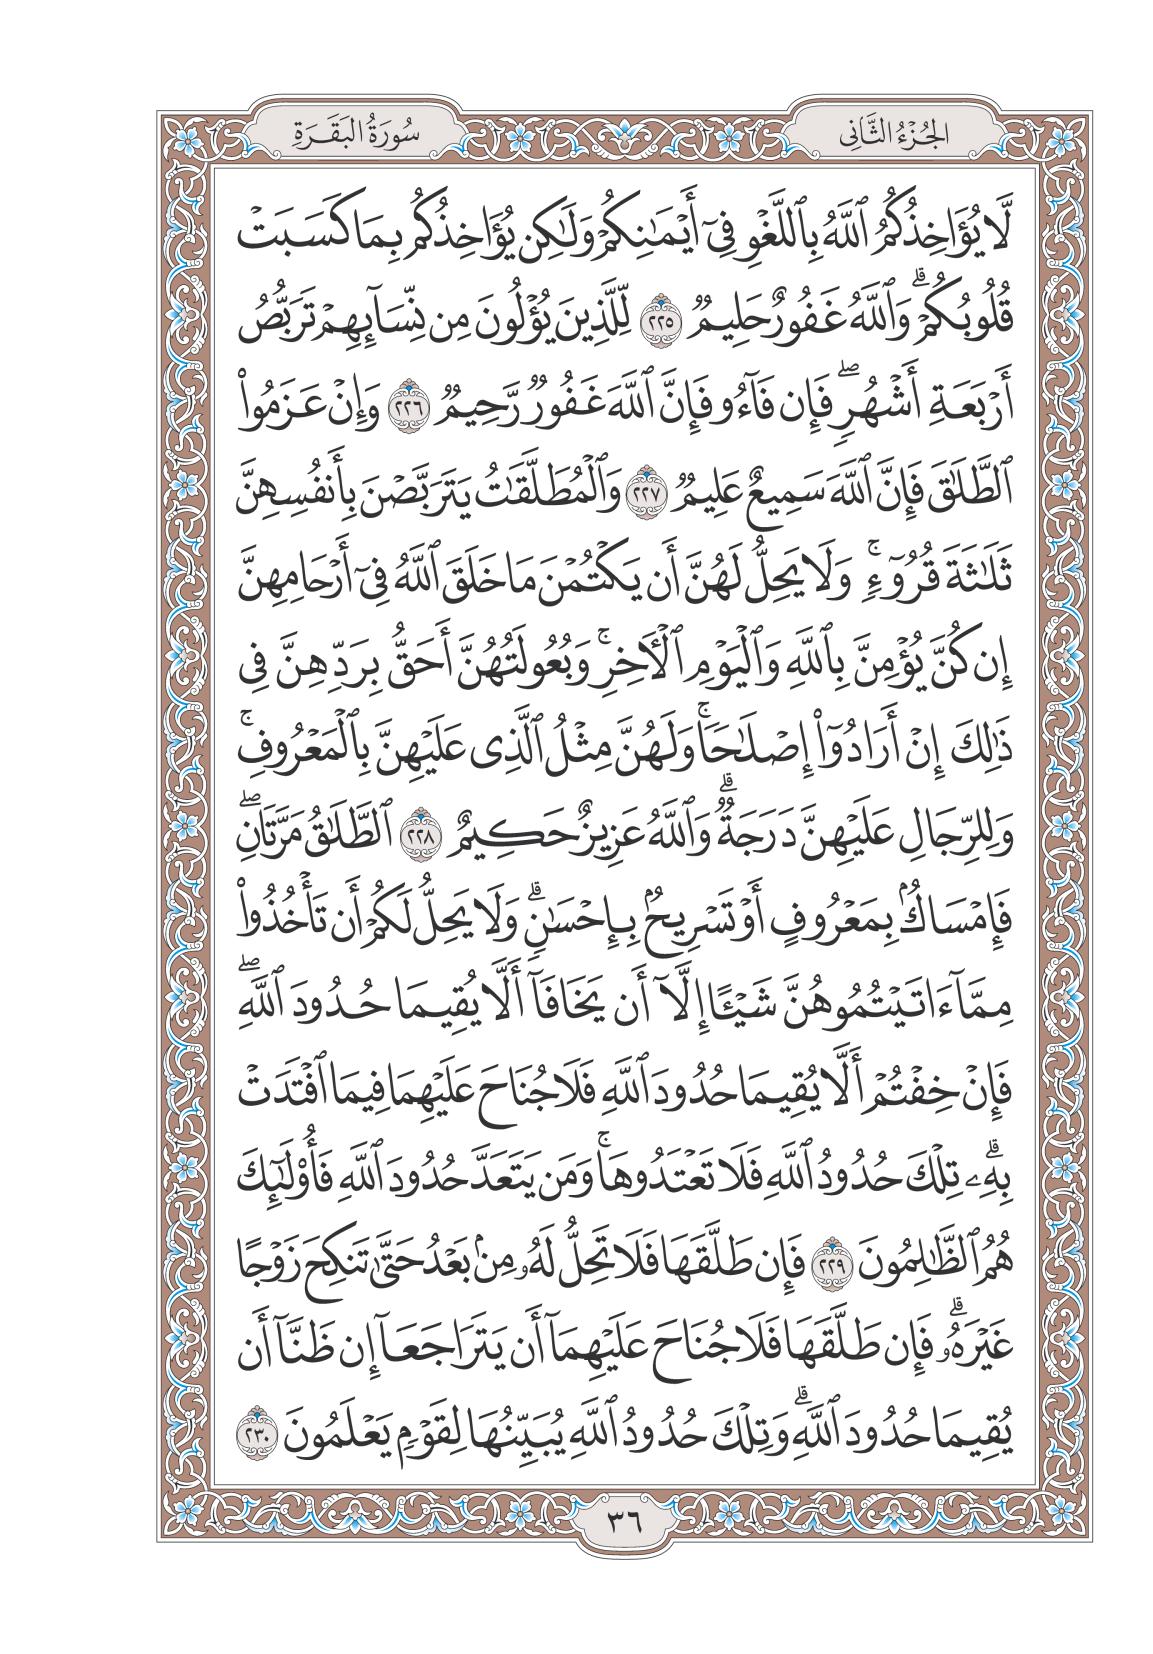 الجُزْءُ الثَّانِي
سُورَةُ البَقَرَةِ
لَّا يُؤَاخِذُكُمُ ٱللَّهُ بِٱللَّغْوِ فِىٓ أَيْمَـٰنِكُمْ وَلَـٰكِن يُؤَاخِذُكُم بِمَا كَسَبَتْ
قُلُوبُكُمْ ۗ وَٱللَّهُ غَفُورٌ حَلِيمٌ ٢٢٥ لِّلَّذِينَ يُؤْلُونَ مِن نِّسَآئِهِمْ تَرَبُّصُ
أَرْبَعَةِ أَشْهُرٍ ۖ فَإِن فَآءُو فَإِنَّ ٱللَّهَ غَفُورٌ رَّحِيمٌ ٢٢٦ وَإِنْ عَزَمُوا۟
ٱلطَّلَـٰقَ فَإِنَّ ٱللَّهَ سَمِيعٌ عَلِيمٌ ٢٢٧ وَٱلْمُطَلَّقَـٰتُ يَتَرَبَّصْنَ بِأَنفُسِهِنَّ
ثَلَـٰثَةَ قُرُوٓءٍ ۚ وَلَا يَحِلُّ لَهُنَّ أَن يَكْتُمْنَ مَا خَلَقَ ٱللَّهُ فِىٓ أَرْحَامِهِنَّ
إِن كُنَّ يُؤْمِنَّ بِٱللَّهِ وَٱلْيَوْمِ ٱلْـَٔاخِرِ ۚ وَبُعُولَتُهُنَّ أَحَقُّ بِرَدِّهِنَّ فِى
ذَٰلِكَ إِنْ أَرَادُوٓا۟ إِصْلَـٰحًا ۚ وَلَهُنَّ مِثْلُ ٱلَّذِى عَلَيْهِنَّ بِٱلْمَعْرُوفِ ۚ
وَلِلرِّجَالِ عَلَيْهِنَّ دَرَجَةٌ ۗ وَٱللَّهُ عَزِيزٌ حَكِيمٌ ٢٢٨ ٱلطَّلَـٰقُ مَرَّتَانِ ۖ
فَإِمْسَاكٌۢ بِمَعْرُوفٍ أَوْ تَسْرِيحٌۢ بِإِحْسَـٰنٍ ۗ وَلَا يَحِلُّ لَكُمْ أَن تَأْخُذُوا۟
مِمَّآ ءَاتَيْتُمُوهُنَّ شَيْـًٔا إِلَّآ أَن يَخَافَآ أَلَّا يُقِيمَا حُدُودَ ٱللَّهِ ۖ
فَإِنْ خِفْتُمْ أَلَّا يُقِيمَا حُدُودَ ٱللَّهِ فَلَا جُنَاحَ عَلَيْهِمَا فِيمَا ٱفْتَدَتْ
بِهِۦ ۗ تِلْكَ حُدُودُ ٱللَّهِ فَلَا تَعْتَدُوهَا ۚ وَمَن يَتَعَدَّ حُدُودَ ٱللَّهِ فَأُو۟لَـٰٓئِكَ
هُمُ ٱلظَّـٰلِمُونَ ٢٢٩ فَإِن طَلَّقَهَا فَلَا تَحِلُّ لَهُۥ مِنۢ بَعْدُ حَتَّىٰ تَنكِحَ زَوْجًا
غَيْرَهُۥ ۗ فَإِن طَلَّقَهَا فَلَا جُنَاحَ عَلَيْهِمَآ أَن يَتَرَاجَعَآ إِن ظَنَّآ أَن
يُقِيمَا حُدُودَ ٱللَّهِ ۗ وَتِلْكَ حُدُودُ ٱللَّهِ يُبَيِّنُهَا لِقَوْمٍ يَعْلَمُونَ ٢٣٠
٣٦